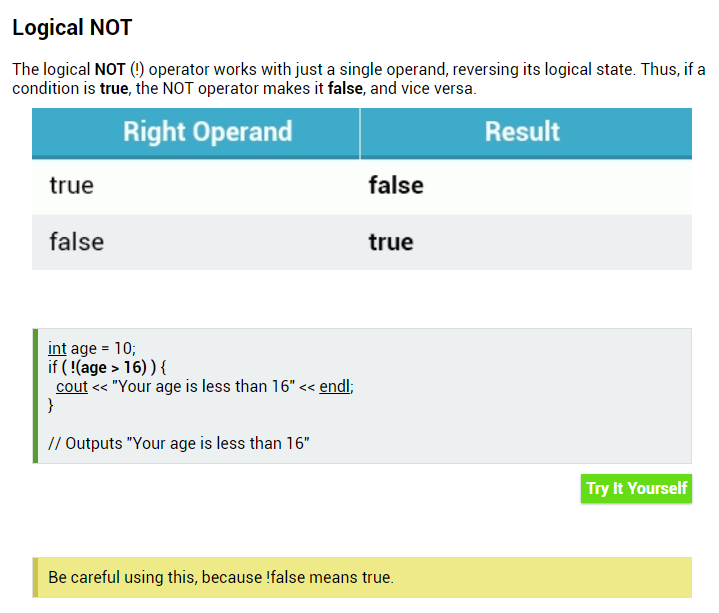 Logical NOT
The logical NOT (!) operator works with just a single operand, reversing its logical state. Thus, if a
condition is true, the NOT operator makes it false, and vice versa.
Right Operand Result
true false
false true
int age = 10;
if ( !(age > 16) ) {
cout << "Your age is less than 16" << endl;
}
// Outputs "Your age is less than 16"
Try It Yourself
Be careful using this, because !false means true.